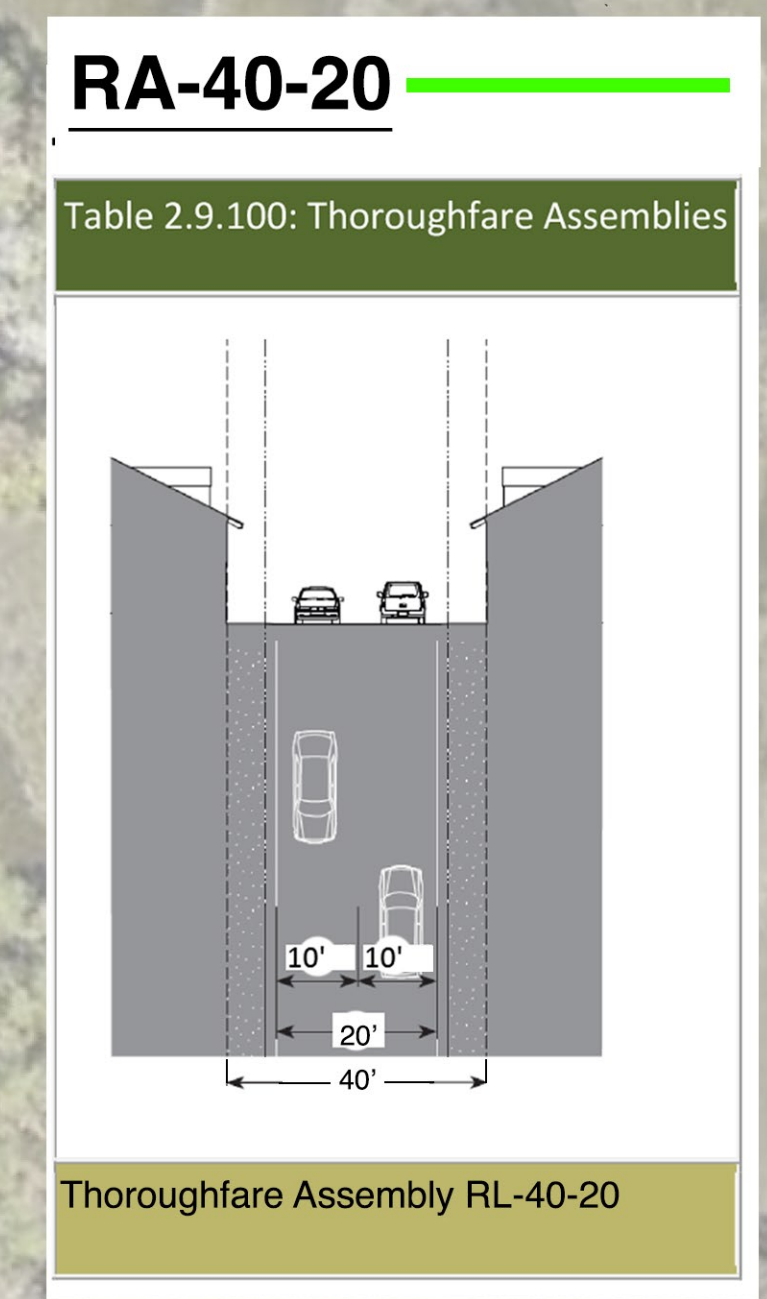 RA-40-20
Table 2.9.100: Thoroughfare Assemblies
10' 10'
20'
40'
Thoroughfare Assembly RL-40-20